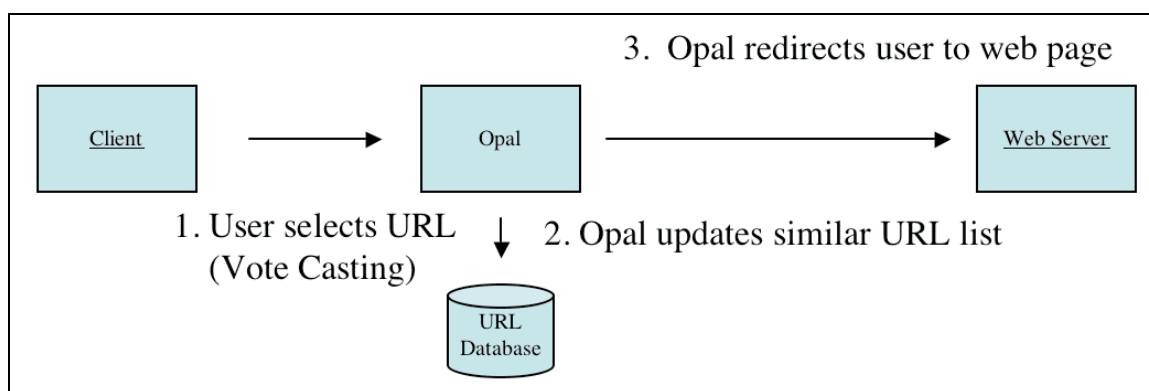 3. Opal redirects user to web page
Client
Opal
Web Server
1. User selects URL
(Vote Casting)
2. Opal updates similar URL list
URL
Database